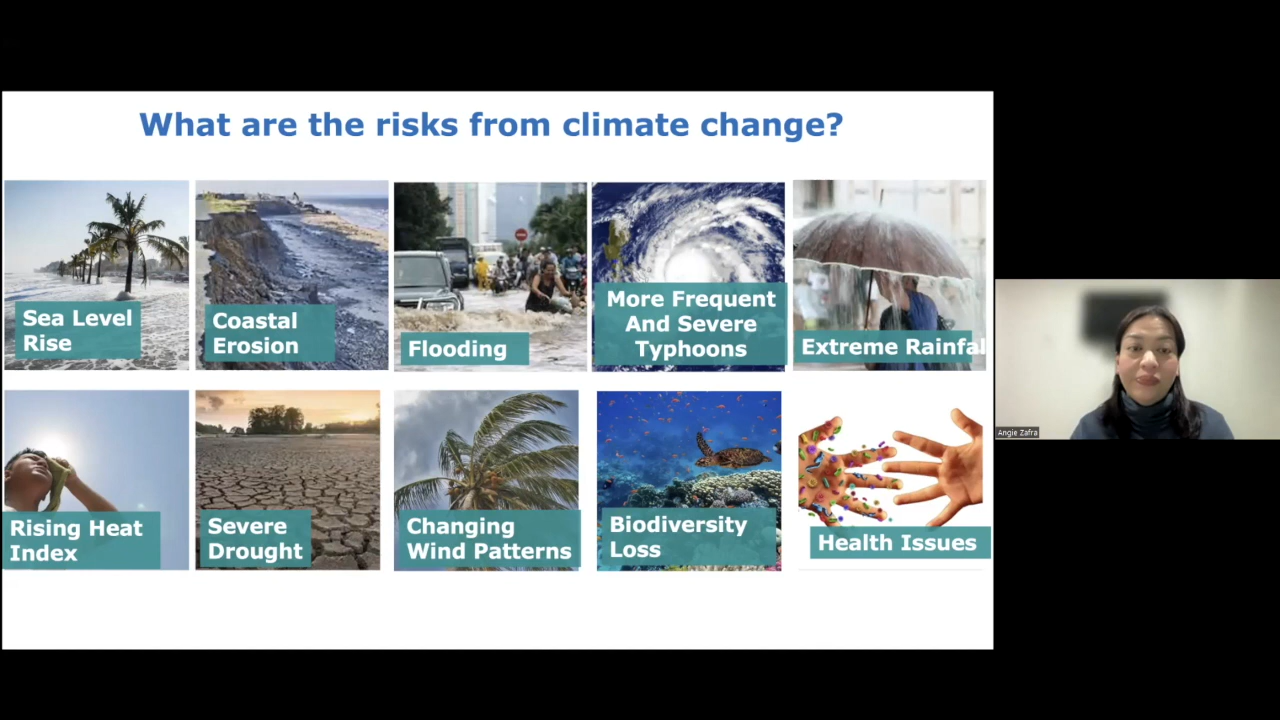 What are the risks from climate change?
Sea Level
Rise
Coastal
Erosion
Flooding
More Frequent
And Severe
Typhoons
Extreme Rainfal
Rising Heat
Index
Severe
Drought
Changing
Wind Patterns
Biodiversity
Loss
Health Issues
Angie Zafra